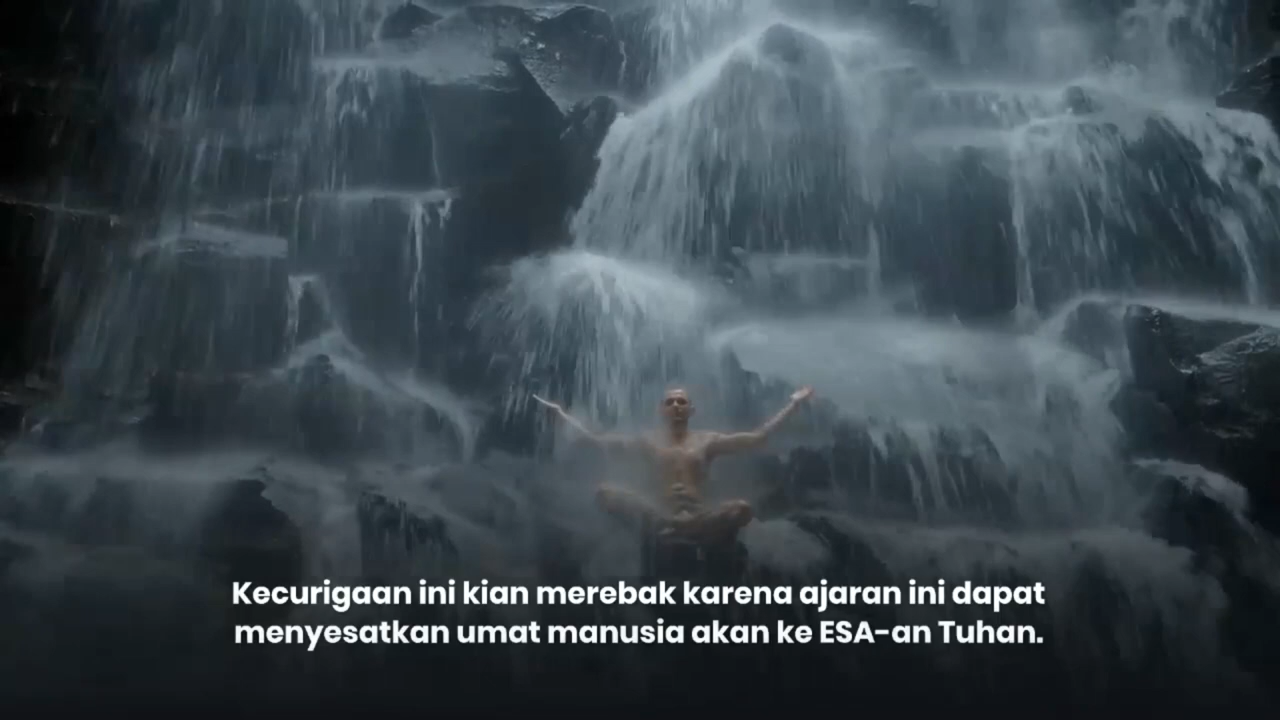 Kecurigaan ini kian merebak karena ajaran ini dapat
menyesatkan umat manusia akan ke ESA-an Tuhan.